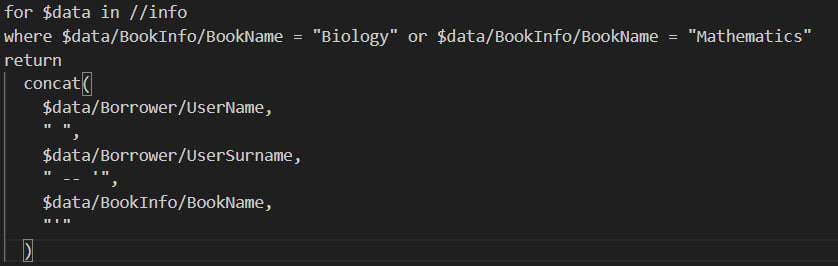 for $data in //info
where $data/BookInfo/BookName = "Biology" or $data/BookInfo/BookName = "Mathematics"
return
  concat(
    $data/Borrower/UserName,
    " ",
    $data/Borrower/UserSurname,
    " -- '",
    $data/BookInfo/BookName,
    "'"
  )